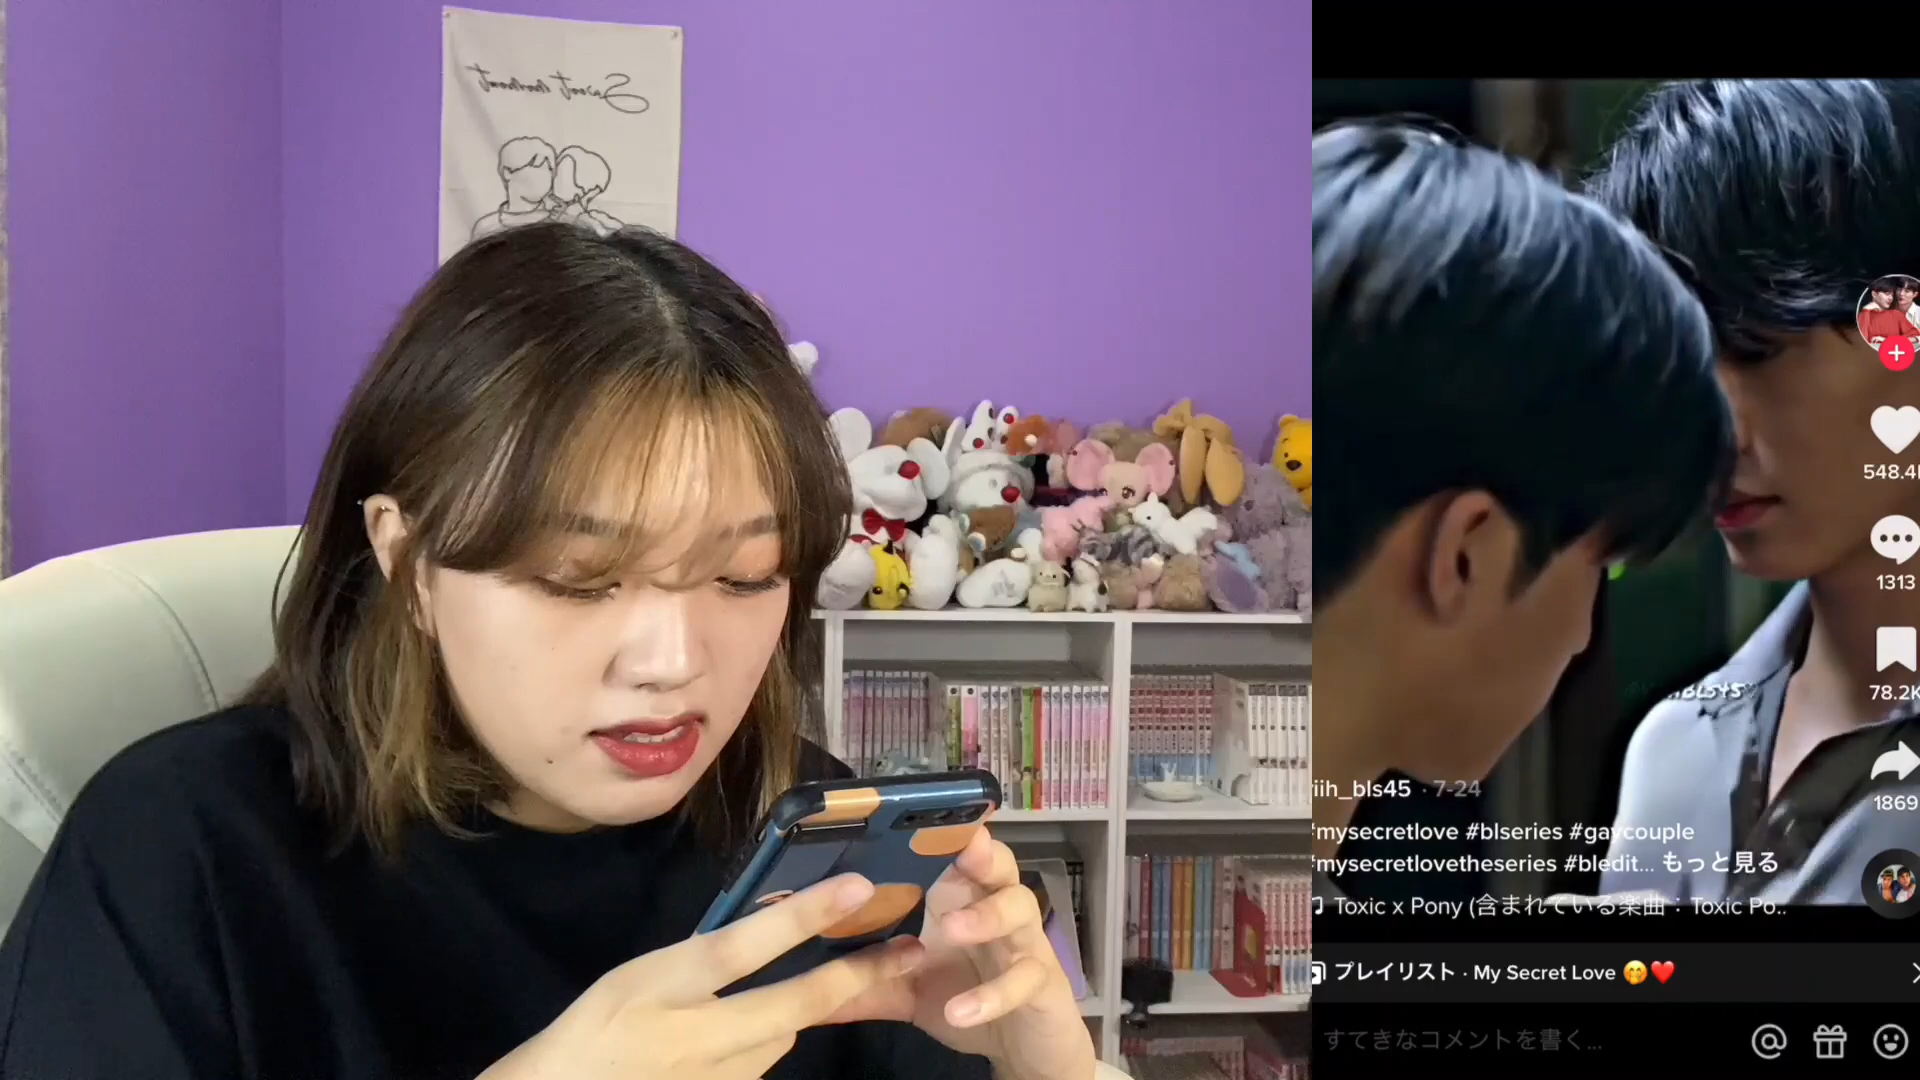 Sweet
548.4
1313
BLS45
78.2K
1869
iih_bls45 · 7-24
#mysecretlove #blseries #gaycouple
#mysecretlovetheseries #bledit... もっと見る
Toxic x Pony (含まれている楽曲：Toxic Po..
プレイリスト · My Secret Love 🤭❤️
すてきなコメントを書く...